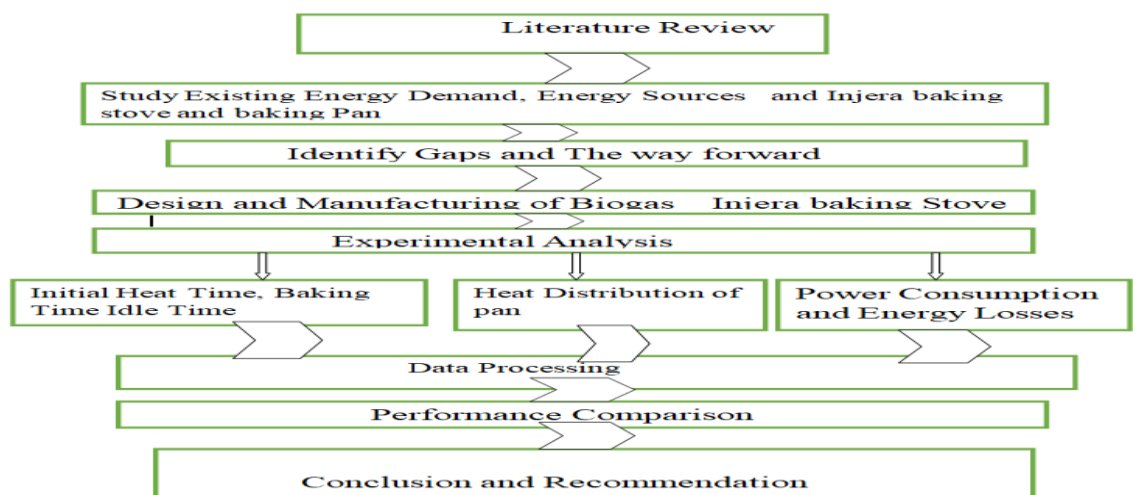 Literature Review
Study Existing Energy Demand, Energy Sources and Injera baking
stove and baking Pan
Identify Gaps and The way forward
Design and Manufacturing of Biogas Injera baking Stove
Experimental Analysis
Initial Heat Time, Baking
Time Idle Time
Heat Distribution of
pan
Power Consumption
and Energy Losses
Data Processing
Performance Comparison
Conclusion and Recommendation